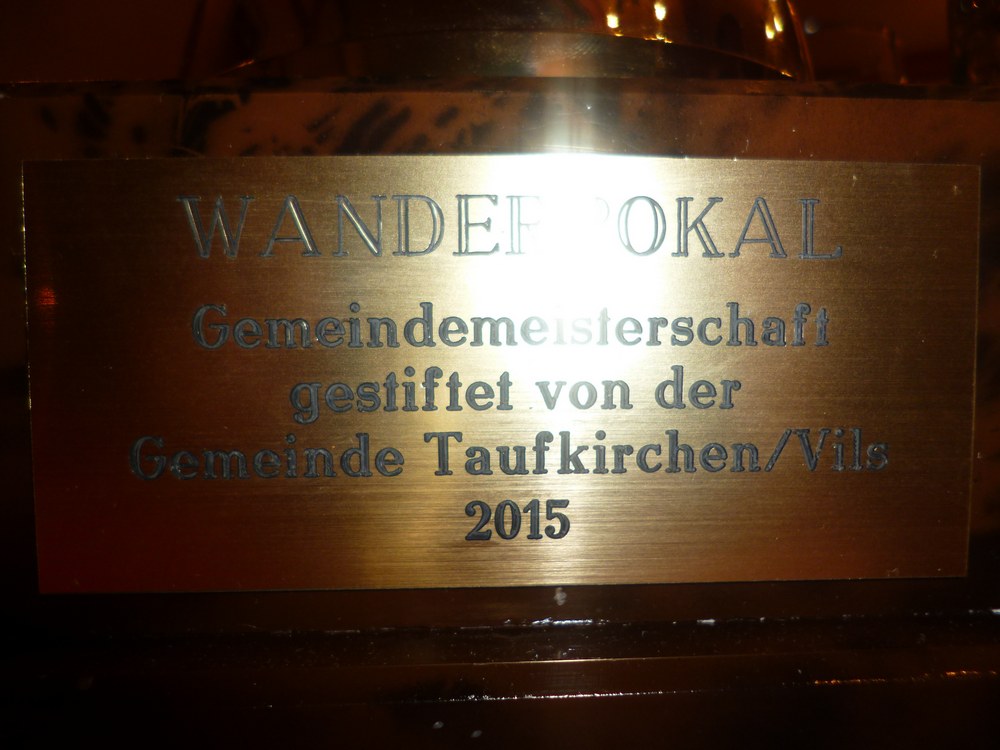 WANDERPOKAL
Gemeindemeisterschaft
gestiftet von der
Gemeinde Taufkirchen/Vils
2015